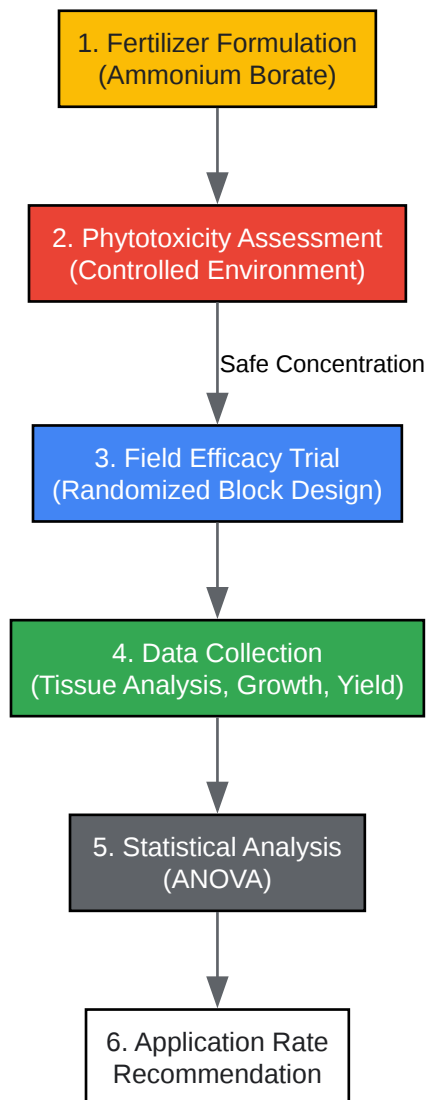 1. Fertilizer Formulation
(Ammonium Borate)
2. Phytotoxicity Assessment
(Controlled Environment)
Safe Concentration
3. Field Efficacy Trial
(Randomized Block Design)
4. Data Collection
(Tissue Analysis, Growth, Yield)
5. Statistical Analysis
(ANOVA)
6. Application Rate
Recommendation